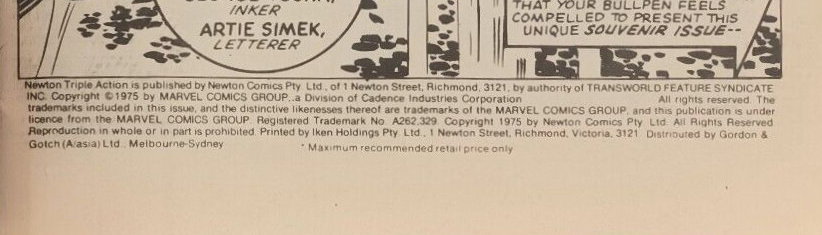 INKER
ARTIE SIMEK,
LETTERER
THAT YOUR BULLPEN FEELS
COMPELLED TO PRESENT THIS
UNIQUE SOUVENIR ISSUE--
Newton Triple Action is published by Newton Comics Pty. Ltd., of 1 Newton Street, Richmond, 3121, by authority of TRANSWORLD FEATURE SYNDICATE
INC. Copyright © 1975 by MARVEL COMICS GROUP, a Division of Cadence Industries Corporation All rights reserved. The
trademarks included in this issue, and the distinctive likenesses thereof are trademarks of the MARVEL COMICS GROUP, and this publication is under
licence from the MARVEL COMICS GROUP. Registered Trademark No. A262,329. Copyright 1975 by Newton Comics Pty. Ltd. All Rights Reserved
Reproduction in whole or in part is prohibited. Printed by Iken Holdings Pty. Ltd., 1 Newton Street, Richmond, Victoria, 3121. Distributed by Gordon &
Gotch (A/asia) Ltd., Melbourne-Sydney. * Maximum recommended retail price only